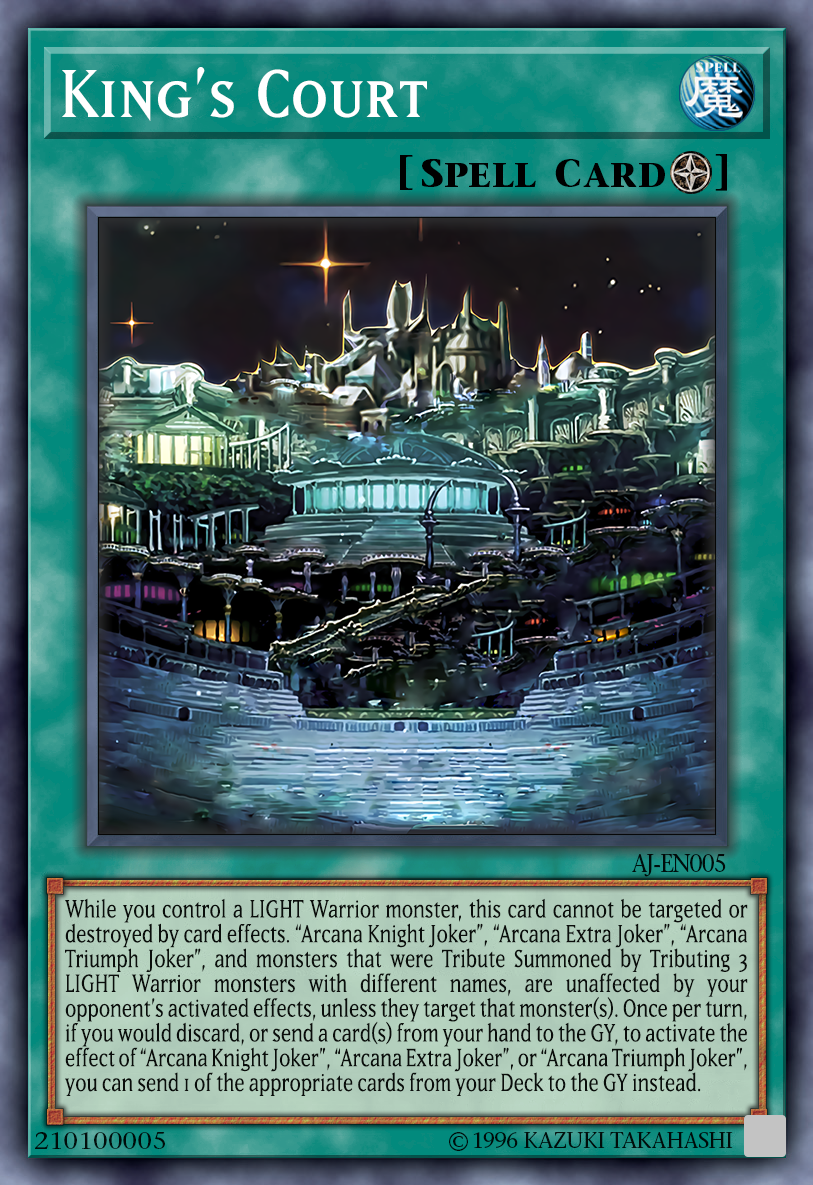 King's Court
SPELL
魔
[Spell Card]
AJ-EN005
While you control a LIGHT Warrior monster, this card cannot be targeted or
destroyed by card effects. “Arcana Knight Joker”, “Arcana Extra Joker”, “Arcana
Triumph Joker”, and monsters that were Tribute Summoned by Tributing 3
LIGHT Warrior monsters with different names, are unaffected by your
opponent's activated effects, unless they target that monster(s). Once per turn,
if you would discard, or send a card(s) from your hand to the GY, to activate the
effect of “Arcana Knight Joker”, “Arcana Extra Joker”, or “Arcana Triumph Joker”,
you can send 1 of the appropriate cards from your Deck to the GY instead.
210100005
© 1996 KAZUKI TAKAHASHI